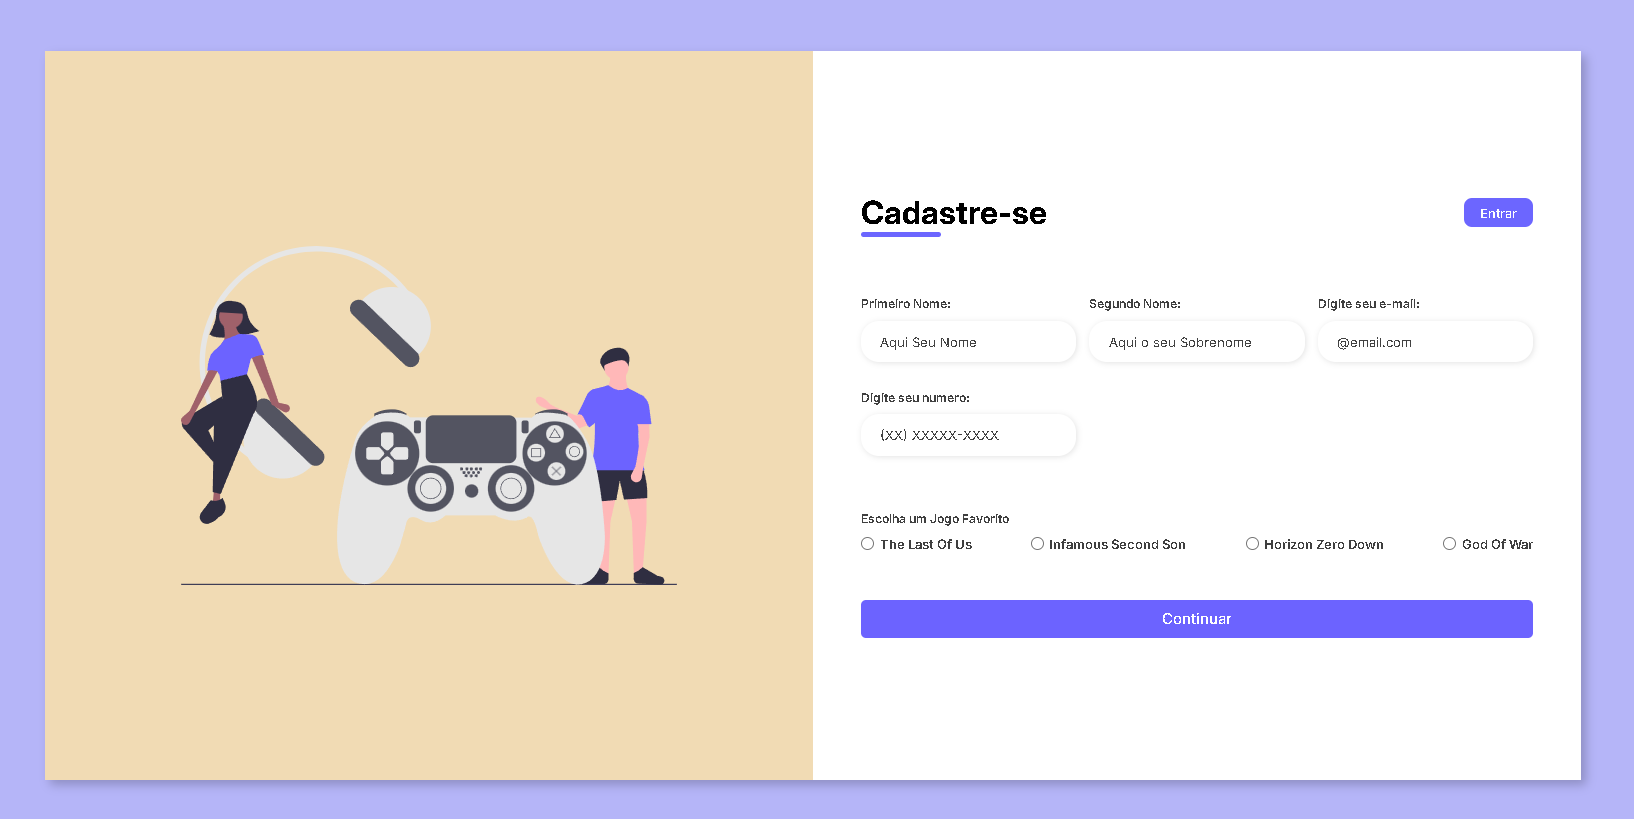 Cadastre-se
Entrar
Primeiro Nome:
Segundo Nome:
Digite seu e-mail:
Aqui Seu Nome
Aqui o seu Sobrenome
@email.com
Digite seu numero:
(XX) XXXXX-XXXX
Escolha um Jogo Favorito
The Last Of Us
Infamous Second Son
Horizon Zero Down
God Of War
Continuar